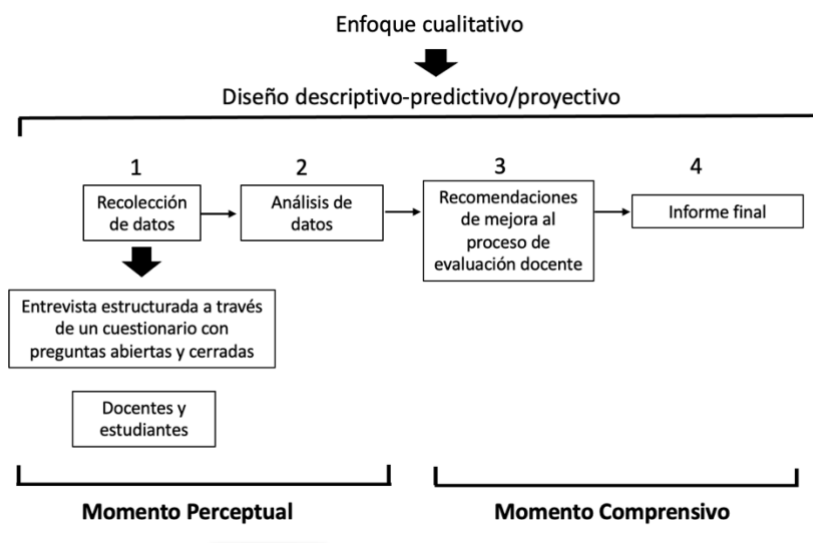 Enfoque cualitativo
Diseño descriptivo-predictivo/proyectivo
1
Recolección
de datos
2
Análisis de
datos
3
Recomendaciones
de mejora al
proceso de
evaluación docente
4
Informe final
Entrevista estructurada a través
de un cuestionario con
preguntas abiertas y cerradas
Docentes y
estudiantes
Momento Perceptual
Momento Comprensivo